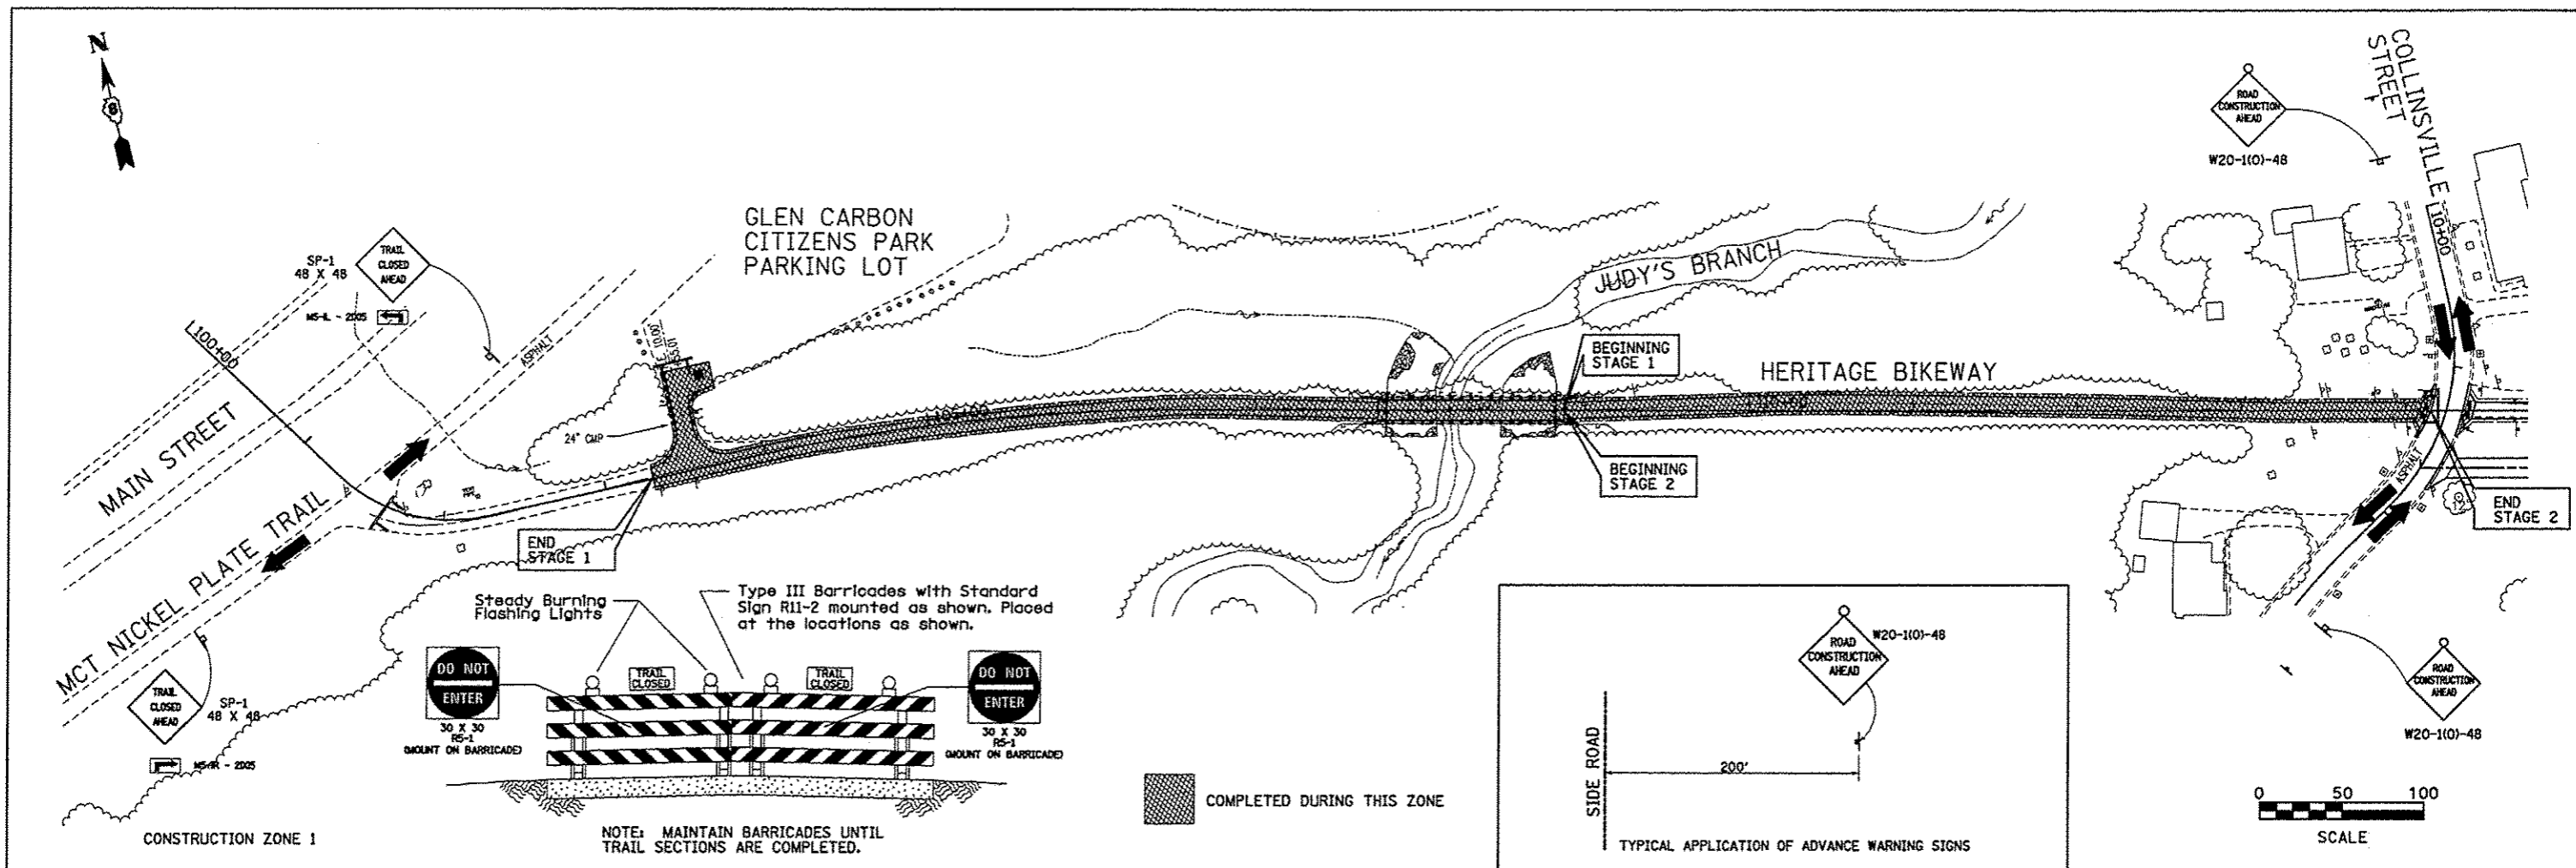 N
8
COLLINSVILLE
STREET
ROAD
CONSTRUCTION
AHEAD
W20-1(O)-48
10+00
GLEN CARBON
CITIZENS PARK
PARKING LOT
SP-1
48 X 48
TRAIL
CLOSED
AHEAD
100+00
ASPHALT
JUDY'S BRANCH
BEGINNING
STAGE 1
HERITAGE BIKEWAY
MAIN STREET
24" CMP
BEGINNING
STAGE 2
ASPHALT
END
STAGE 2
MCT NICKEL PLATE TRAIL
END
STAGE 1
Steady Burning
Flashing Lights
Type III Barricades with Standard
Sign R11-2 mounted as shown. Placed
at the locations as shown.
DO NOT
ENTER
30 X 30
R5-1
(MOUNT ON BARRICADE)
TRAIL
CLOSED
TRAIL
CLOSED
DO NOT
ENTER
30 X 30
R5-1
(MOUNT ON BARRICADE)
TRAIL
CLOSED
AHEAD
SP-1
48 X 48
CONSTRUCTION ZONE 1
NOTE: MAINTAIN BARRICADES UNTIL
TRAIL SECTIONS ARE COMPLETED.
COMPLETED DURING THIS ZONE
ROAD
CONSTRUCTION
AHEAD
W20-1(O)-48
SIDE ROAD
200'
TYPICAL APPLICATION OF ADVANCE WARNING SIGNS
ROAD
CONSTRUCTION
AHEAD
W20-1(O)-48
0 50 100
SCALE